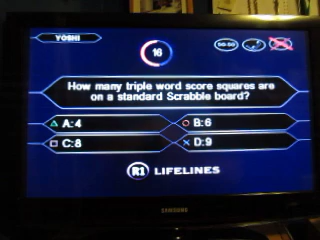 YOSHI
16
50:50
How many triple word score squares are
on a standard Scrabble board?
A:4
B:6
C:8
D:9
R1 LIFELINES
SAMSUNG